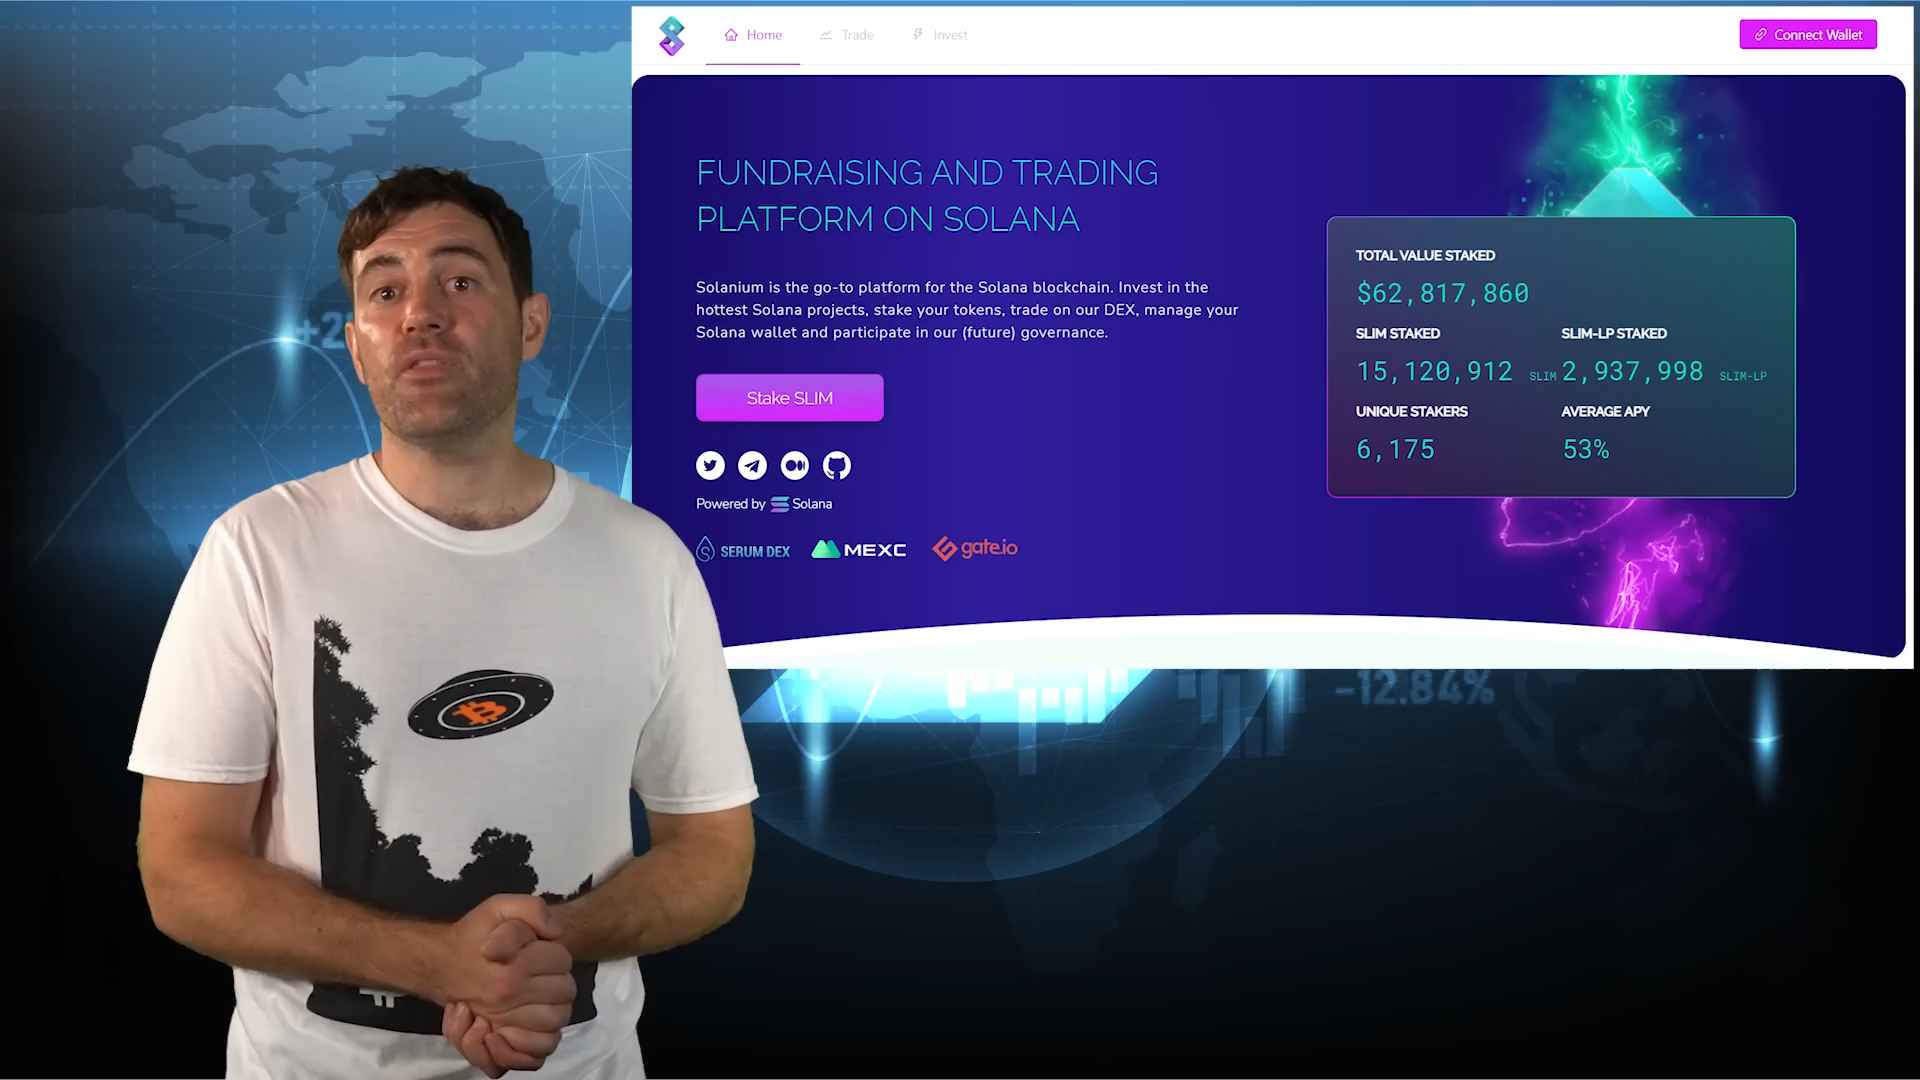 Home
Trade
Invest
Connect Wallet
FUNDRAISING AND TRADING
PLATFORM ON SOLANA
Solanium is the go-to platform for the Solana blockchain. Invest in the
hottest Solana projects, stake your tokens, trade on our DEX, manage your
Solana wallet and participate in our (future) governance.
Stake SLIM
Powered by Solana
SERUM DEX
MEXC
gate.io
TOTAL VALUE STAKED
$62,817,860
SLIM STAKED
SLIM-LP STAKED
15,120,912 SLIM
2,937,998 SLIM-LP
UNIQUE STAKERS
AVERAGE APY
6,175
53%
-12.84%